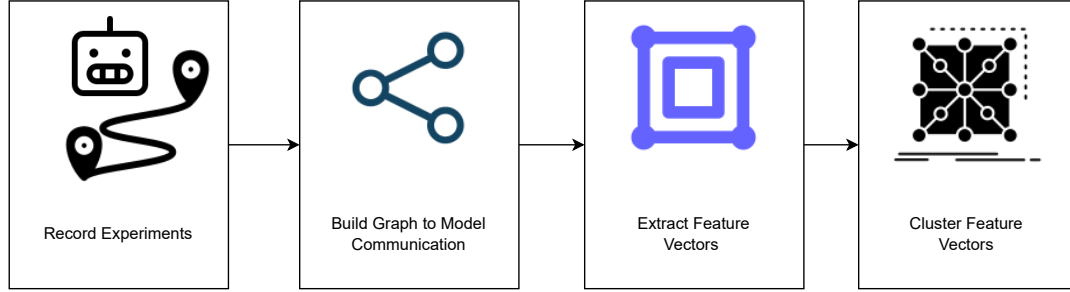 Record Experiments
Build Graph to Model
Communication
Extract Feature
Vectors
Cluster Feature
Vectors